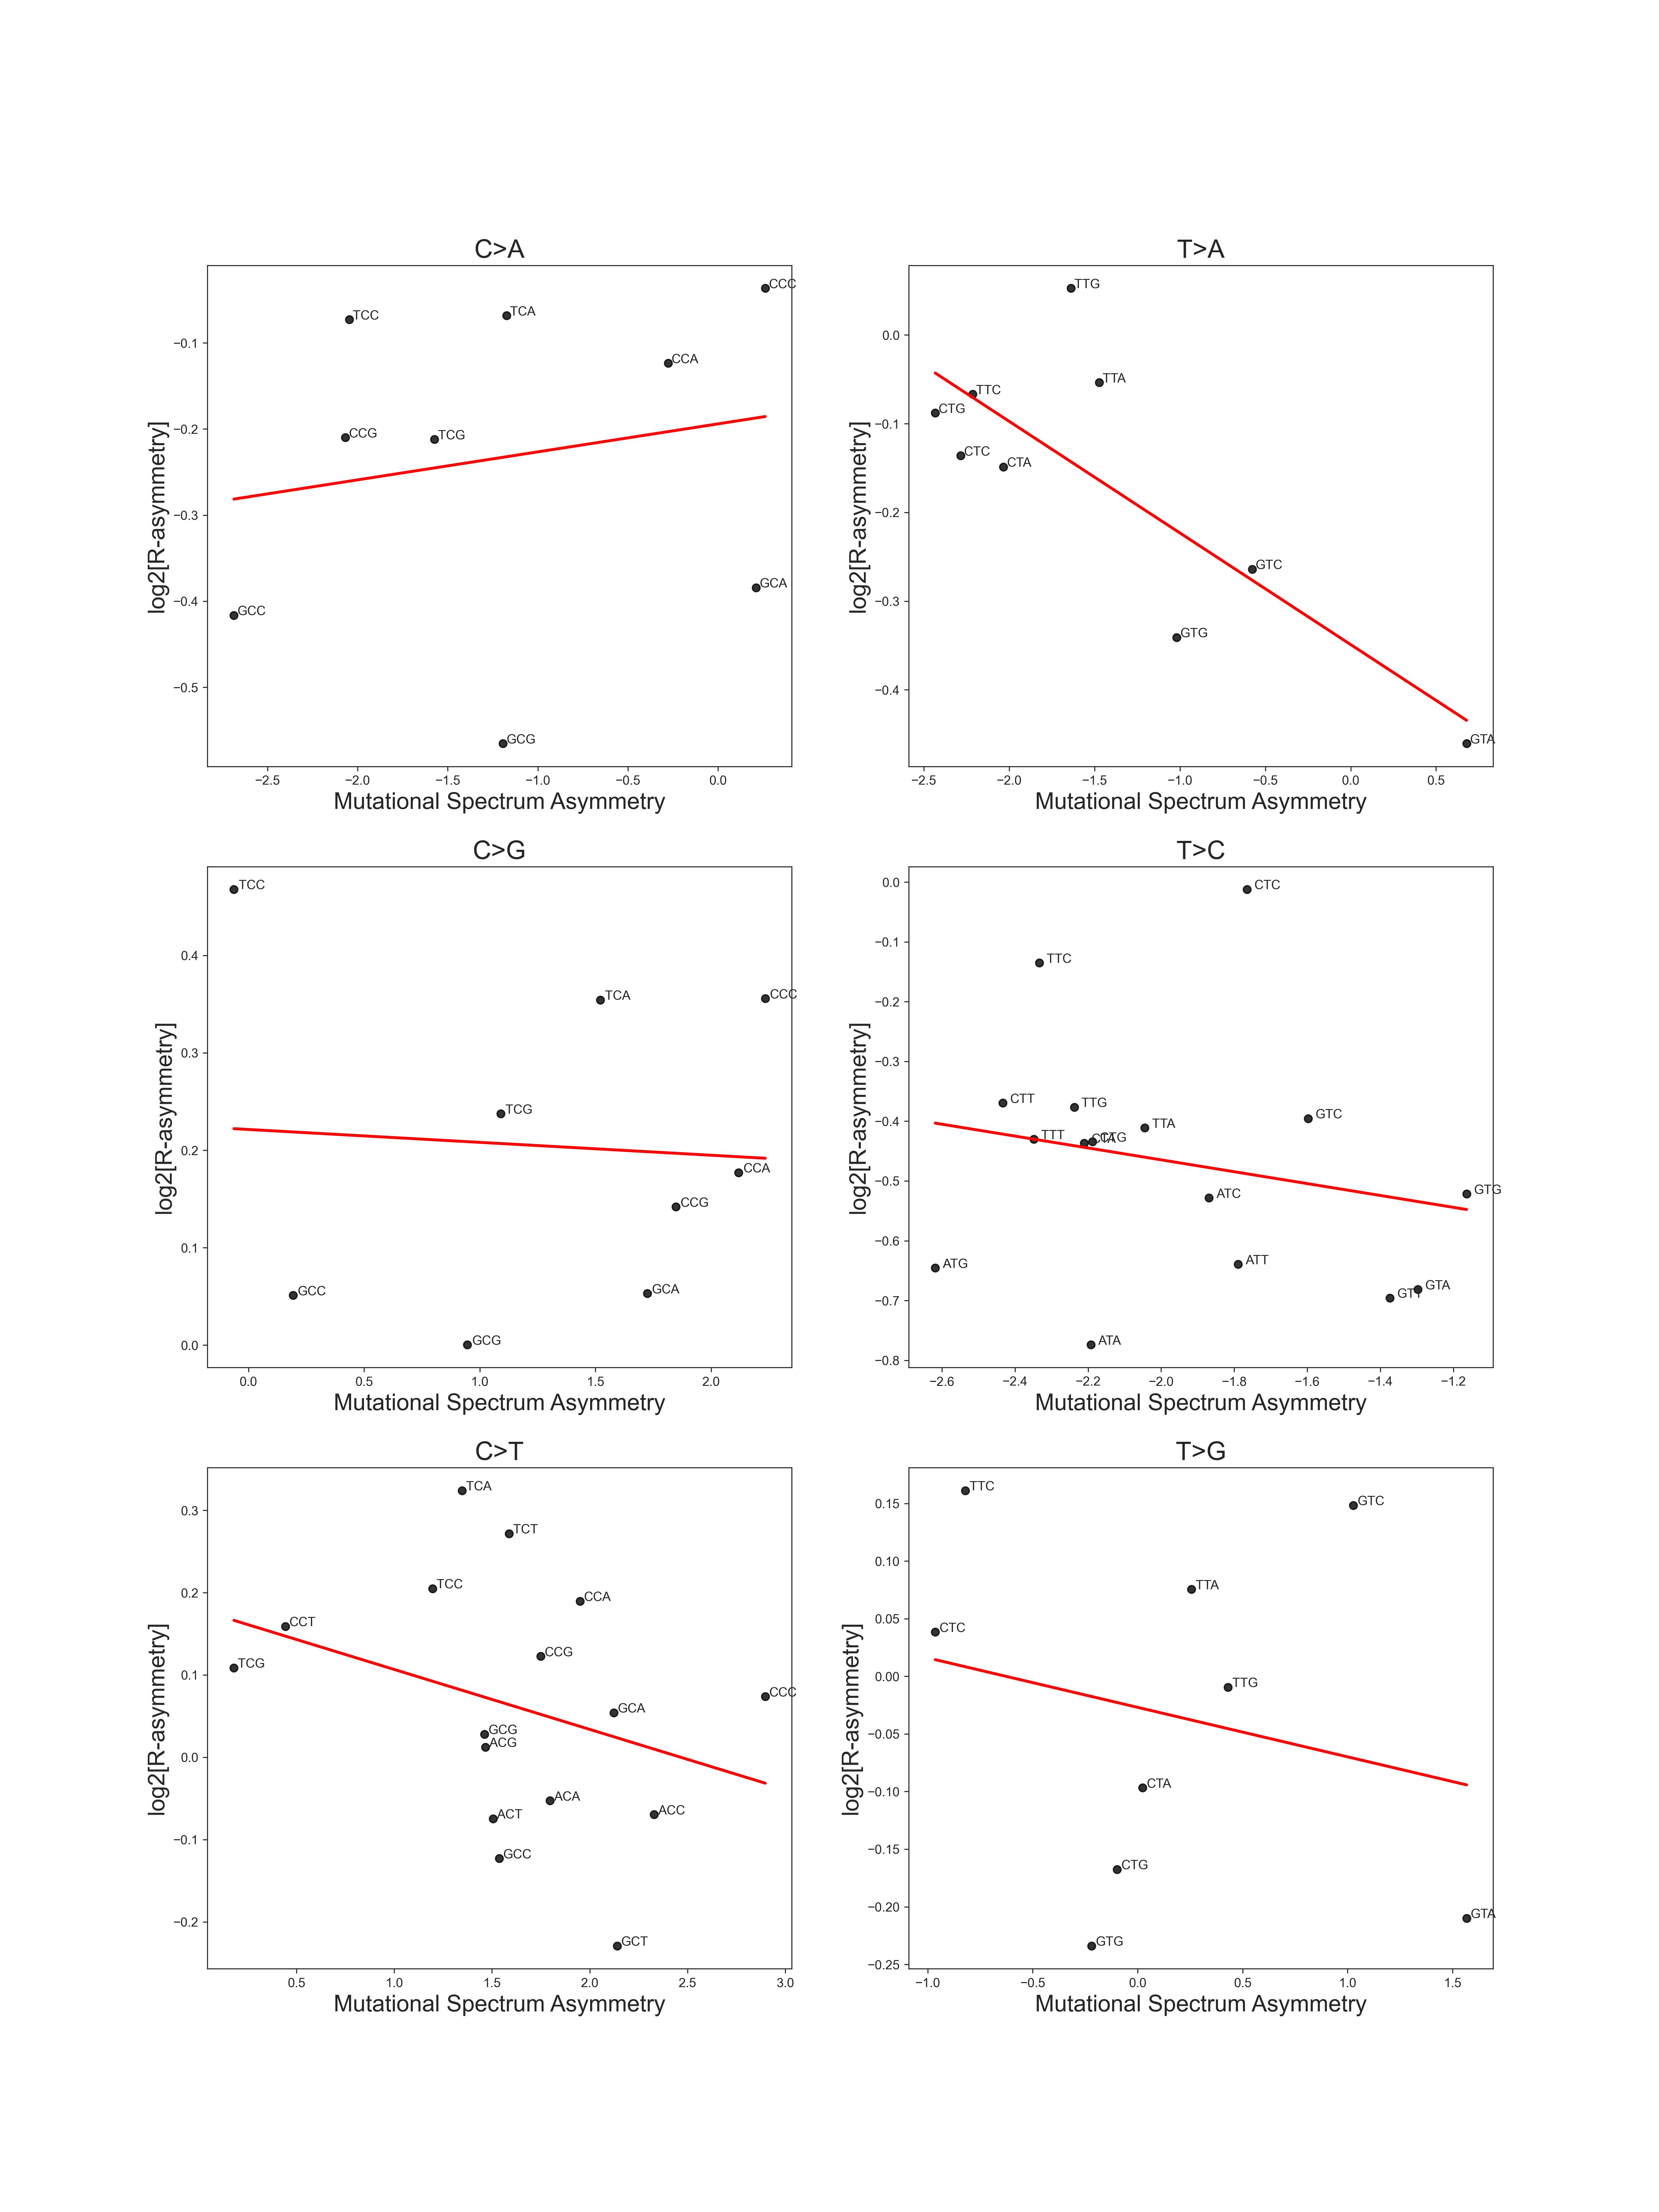 C>A
log2[R-asymmetry]
−0.1
−0.2
−0.3
−0.4
−0.5
CCC
TCC
TCA
CCA
CCG
TCG
GCA
GCC
GCG
−2.5 −2.0 −1.5 −1.0 −0.5 0.0
Mutational Spectrum Asymmetry
T>A
log2[R-asymmetry]
0.0
−0.1
−0.2
−0.3
−0.4
TTG
TTA
TTC
CTG
CTC
CTA
GTC
GTG
GTA
−2.5 −2.0 −1.5 −1.0 −0.5 0.0 0.5
Mutational Spectrum Asymmetry
C>G
log2[R-asymmetry]
0.4
0.3
0.2
0.1
0.0
TCC
TCA
CCC
TCG
CCA
CCG
GCC
GCA
GCG
0.0 0.5 1.0 1.5 2.0
Mutational Spectrum Asymmetry
T>C
log2[R-asymmetry]
0.0
−0.1
−0.2
−0.3
−0.4
−0.5
−0.6
−0.7
−0.8
CTC
TTC
CTT
TTG
TTA
GTC
TTT
CTA
CTG
ATC
GTG
ATG
ATT
GTT
GTA
ATA
−2.6 −2.4 −2.2 −2.0 −1.8 −1.6 −1.4 −1.2
Mutational Spectrum Asymmetry
C>T
log2[R-asymmetry]
0.3
0.2
0.1
0.0
−0.1
−0.2
TCA
TCT
TCC
CCA
CCT
CCG
TCG
CCC
GCA
GCG
ACG
ACA
ACT
ACC
GCC
GCT
0.5 1.0 1.5 2.0 2.5 3.0
Mutational Spectrum Asymmetry
T>G
log2[R-asymmetry]
0.15
0.10
0.05
0.00
−0.05
−0.10
−0.15
−0.20
−0.25
TTC
GTC
TTA
CTC
TTG
CTA
CTG
GTA
GTG
−1.0 −0.5 0.0 0.5 1.0 1.5
Mutational Spectrum Asymmetry